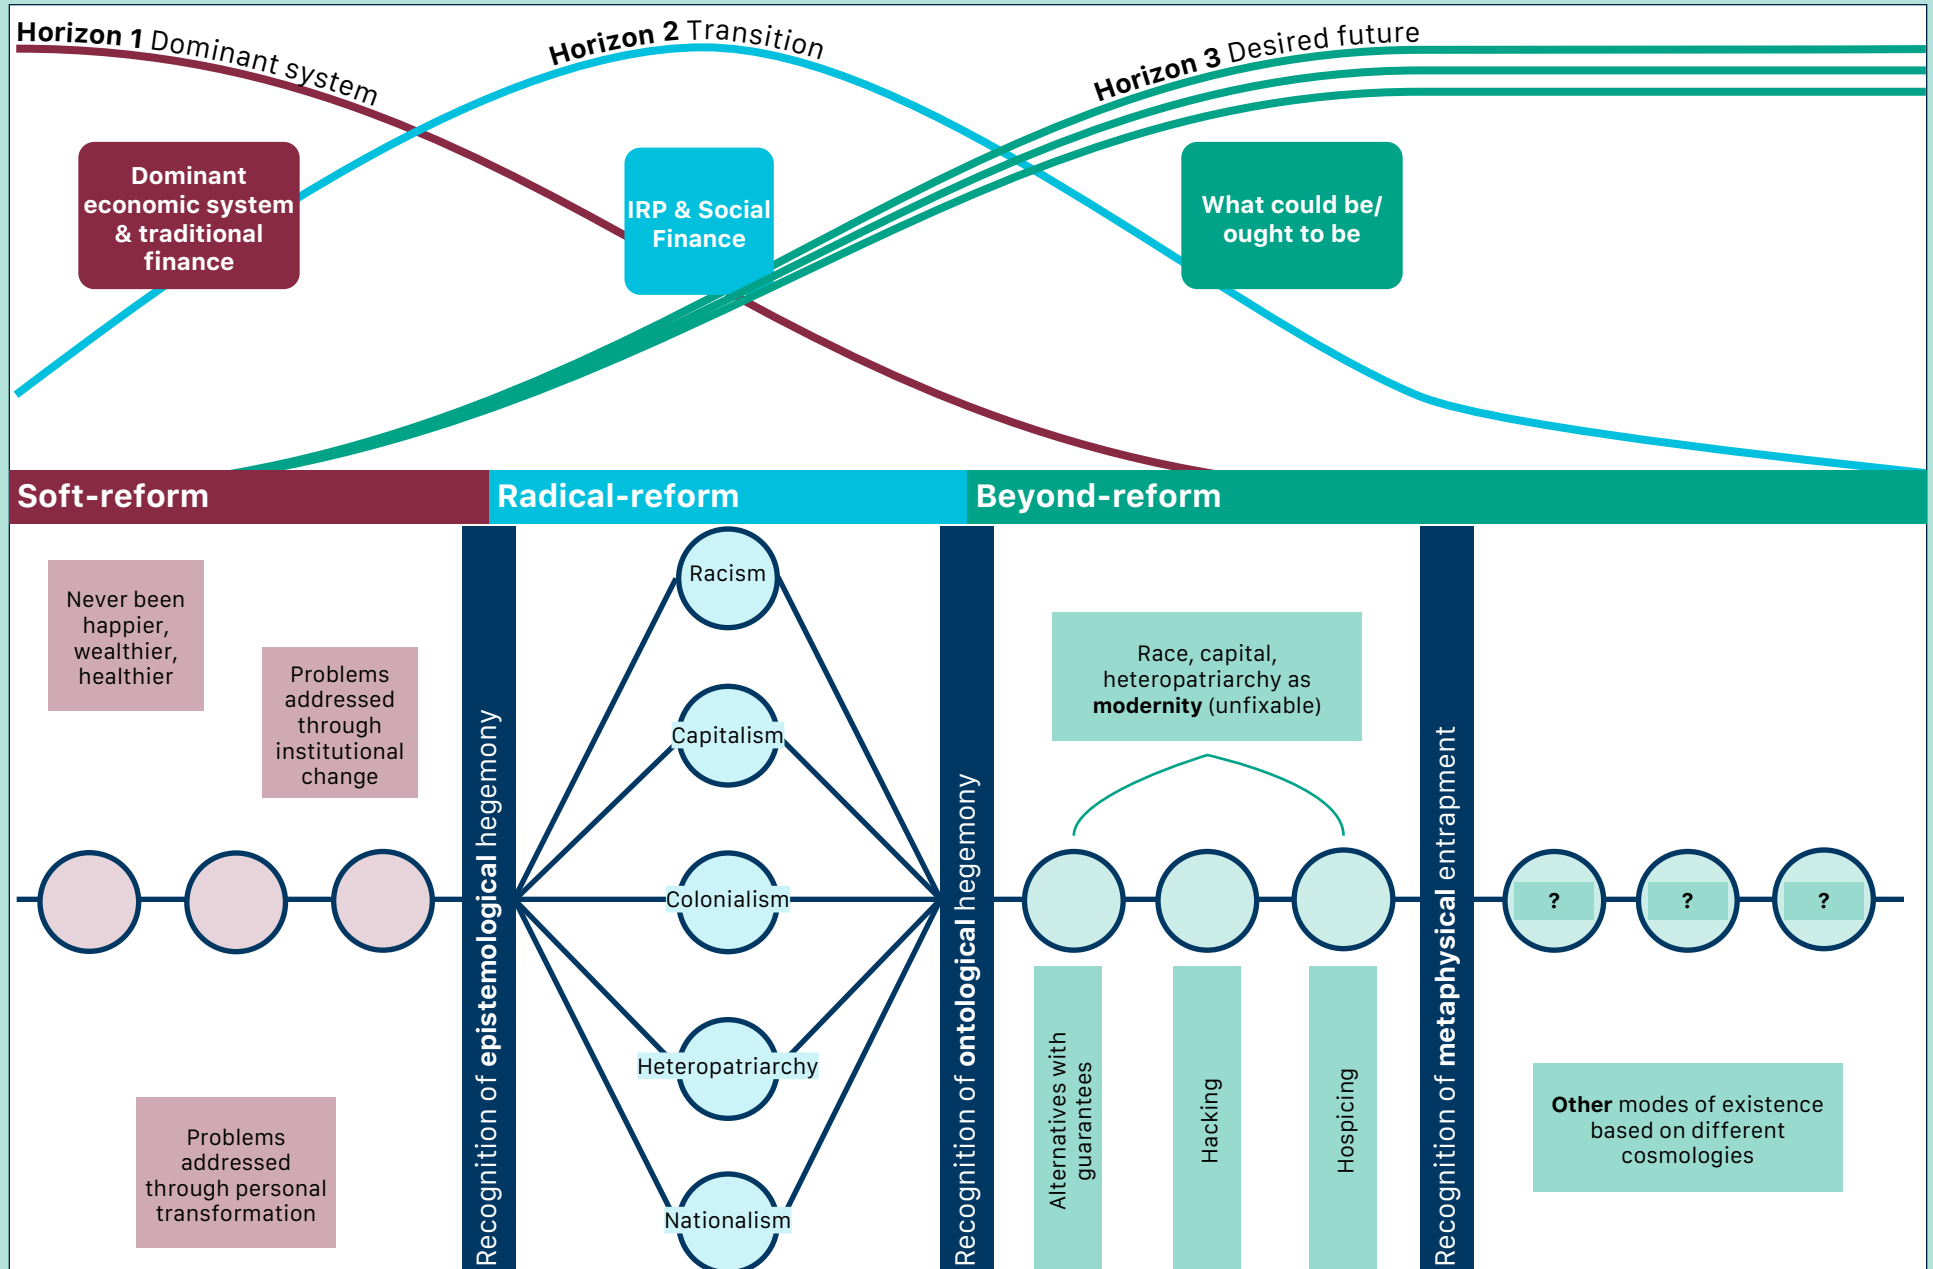 Horizon 1 Dominant system
Horizon 2 Transition
Horizon 3 Desired future
Dominant
economic system
& traditional
finance
IRP & Social
Finance
What could be/
ought to be
Soft-reform
Radical-reform
Beyond-reform
Never been
happier,
wealthier,
healthier
Problems
addressed
through
institutional
change
Problems
addressed
through personal
transformation
Recognition of epistemological hegemony
Racism
Capitalism
Colonialism
Heteropatriarchy
Nationalism
Recognition of ontological hegemony
Race, capital,
heteropatriarchy as
modernity (unfixable)
Alternatives with
guarantees
Hacking
Hospicing
Recognition of metaphysical entrapment
?
?
?
Other modes of existence
based on different
cosmologies